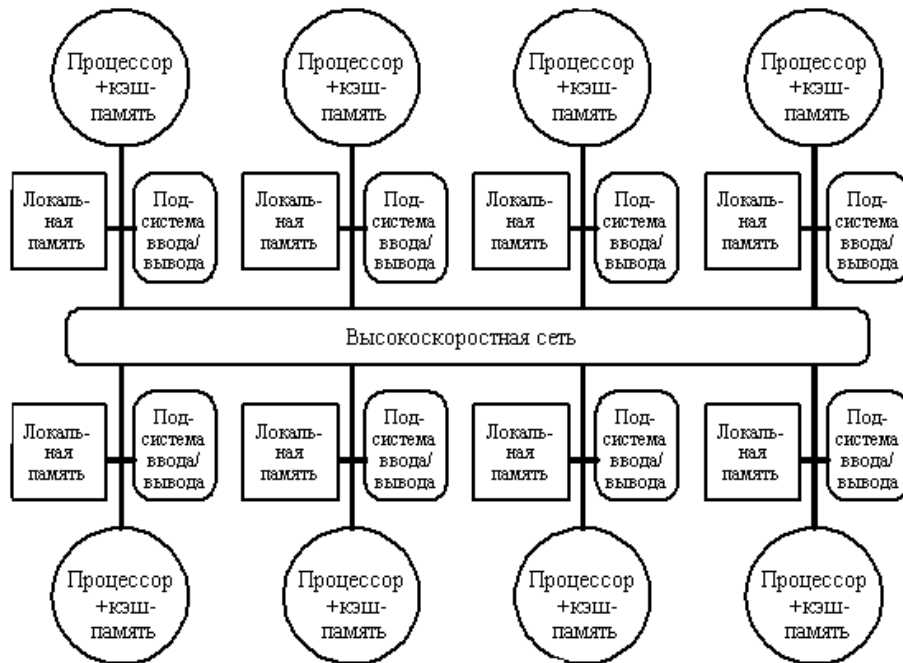 Процессор
+кэш-
память
Процессор
+кэш-
память
Процессор
+кэш-
память
Процессор
+кэш-
память
Локаль-
ная
память
Под-
система
ввода/
вывода
Локаль-
ная
память
Под-
система
ввода/
вывода
Локаль-
ная
память
Под-
система
ввода/
вывода
Локаль-
ная
память
Под-
система
ввода/
вывода
Высокоскоростная сеть
Локаль-
ная
память
Под-
система
ввода/
вывода
Локаль-
ная
память
Под-
система
ввода/
вывода
Локаль-
ная
память
Под-
система
ввода/
вывода
Локаль-
ная
память
Под-
система
ввода/
вывода
Процессор
+кэш-
память
Процессор
+кэш-
память
Процессор
+кэш-
память
Процессор
+кэш-
память